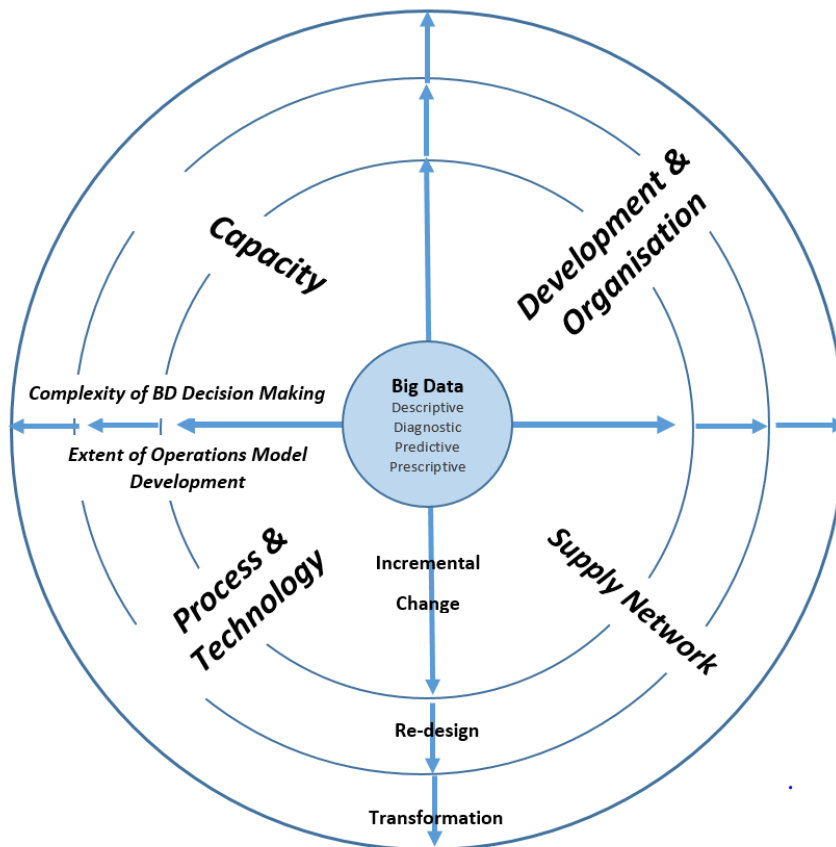 Capacity
Development &
Organisation
Complexity of BD Decision Making
Extent of Operations Model
Development
Big Data
Descriptive
Diagnostic
Predictive
Prescriptive
Process &
Technology
Incremental
Change
Supply Network
Re-design
Transformation